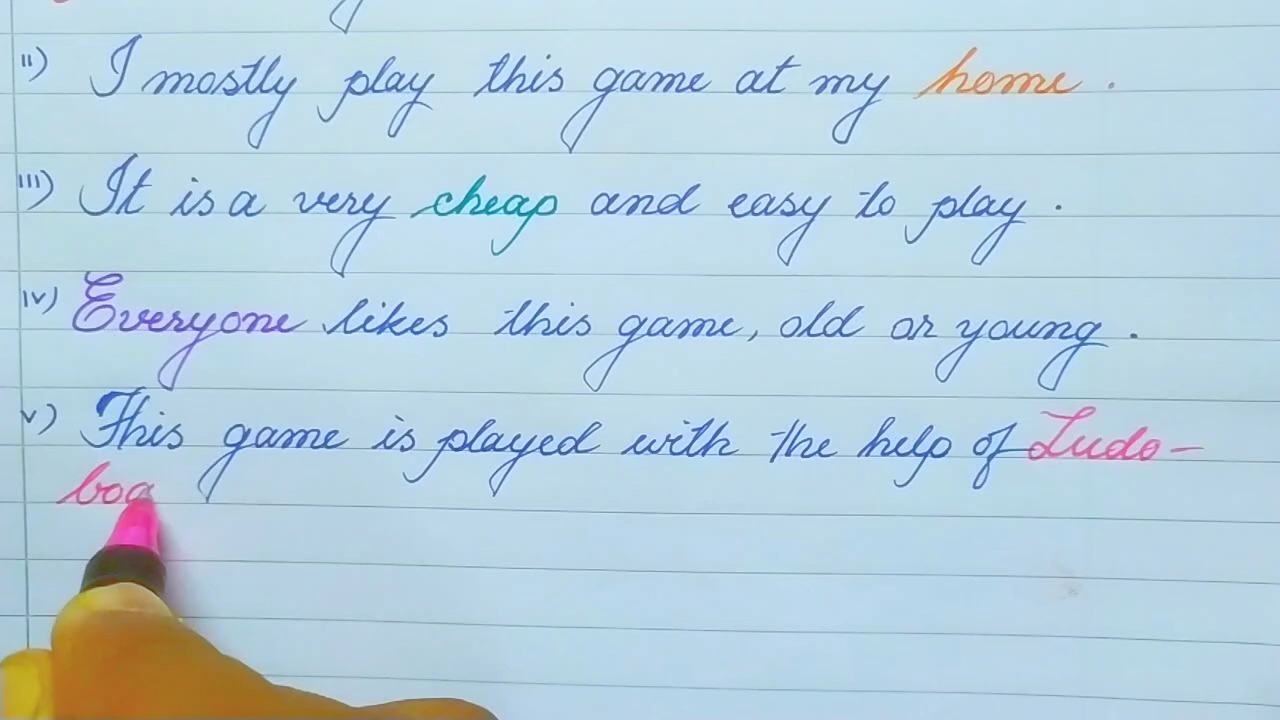 II) I mostly play this game at my home.
III) It is a very cheap and easy to play.
IV) Everyone likes this game, old or young.
V) This game is played with the help of Ludo-
boa